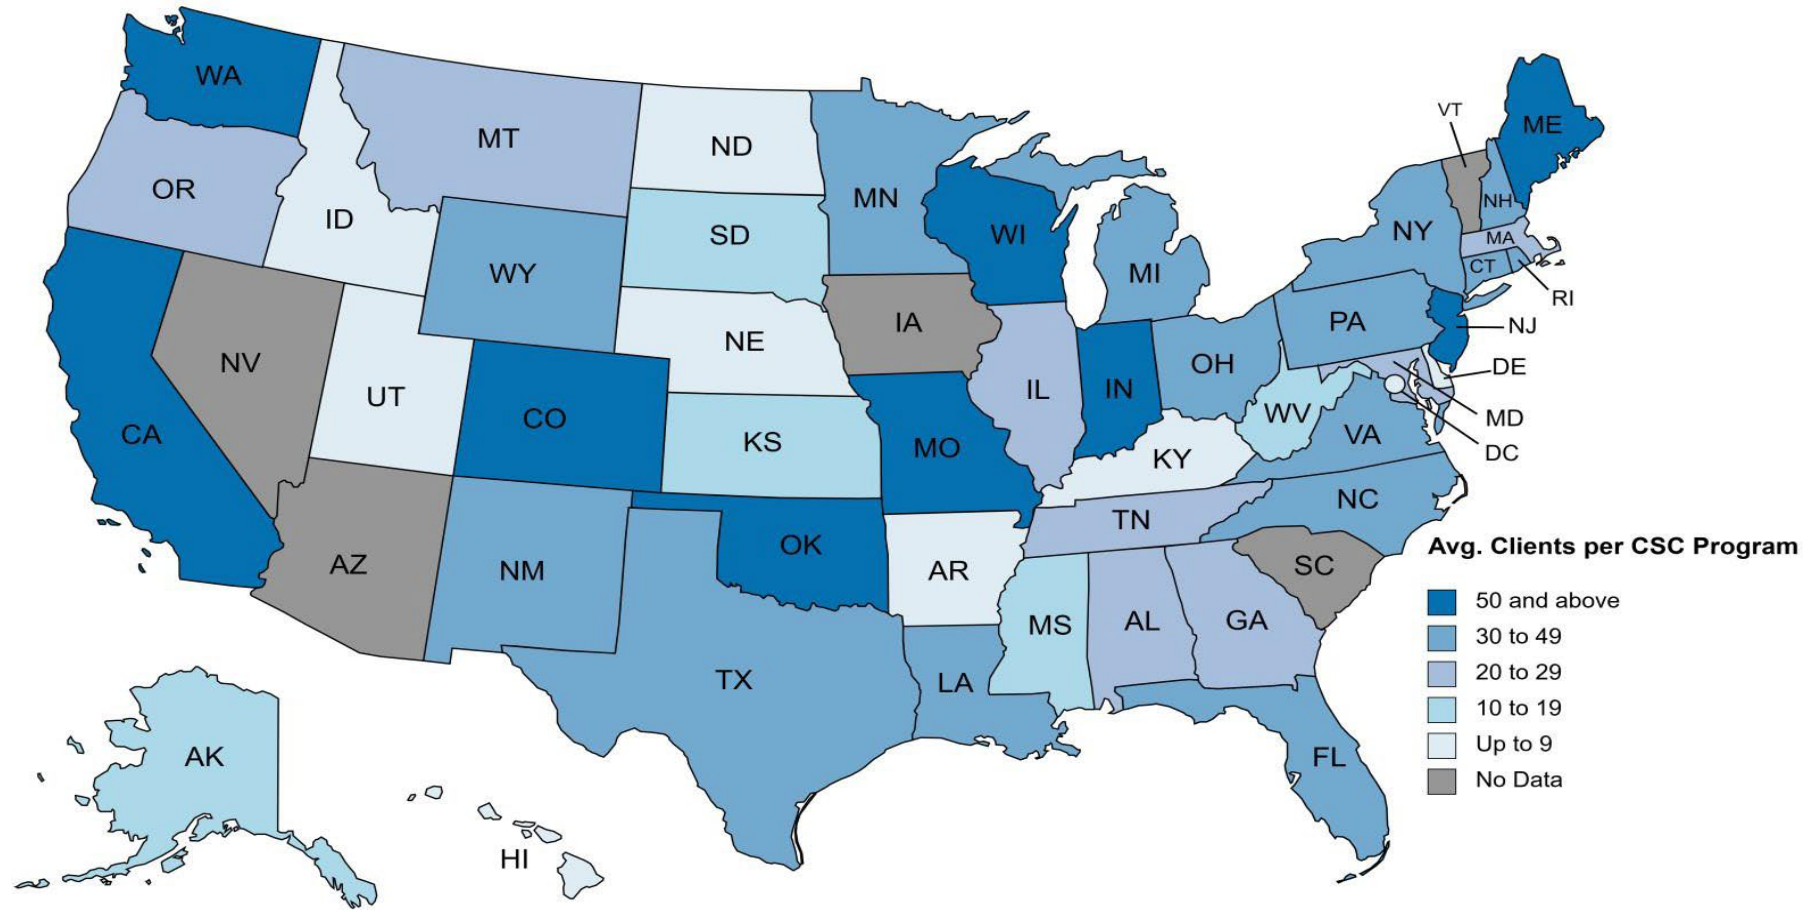 WA
MT
ND
MN
OR
ID
WY
SD
WI
MI
NY
VT
ME
NH
MA
CT
RI
NV
UT
CO
NE
IA
IL
IN
OH
PA
NJ
DE
MD
DC
CA
KS
MO
KY
WV
VA
AZ
NM
OK
AR
TN
NC
SC
TX
LA
MS
AL
GA
FL
AK
HI
Avg. Clients per CSC Program
50 and above
30 to 49
20 to 29
10 to 19
Up to 9
No Data